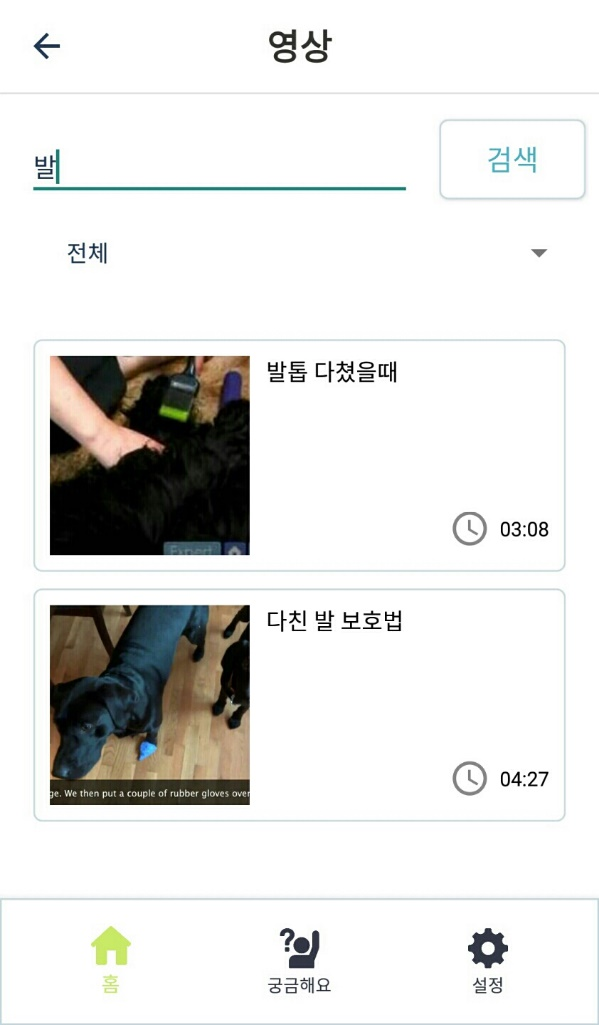 영상
발
검색
전체
발톱 다쳤을때
Expert
03:08
다친 발 보호법
ge. We then put a couple of rubber gloves over
04:27
홈
궁금해요
설정